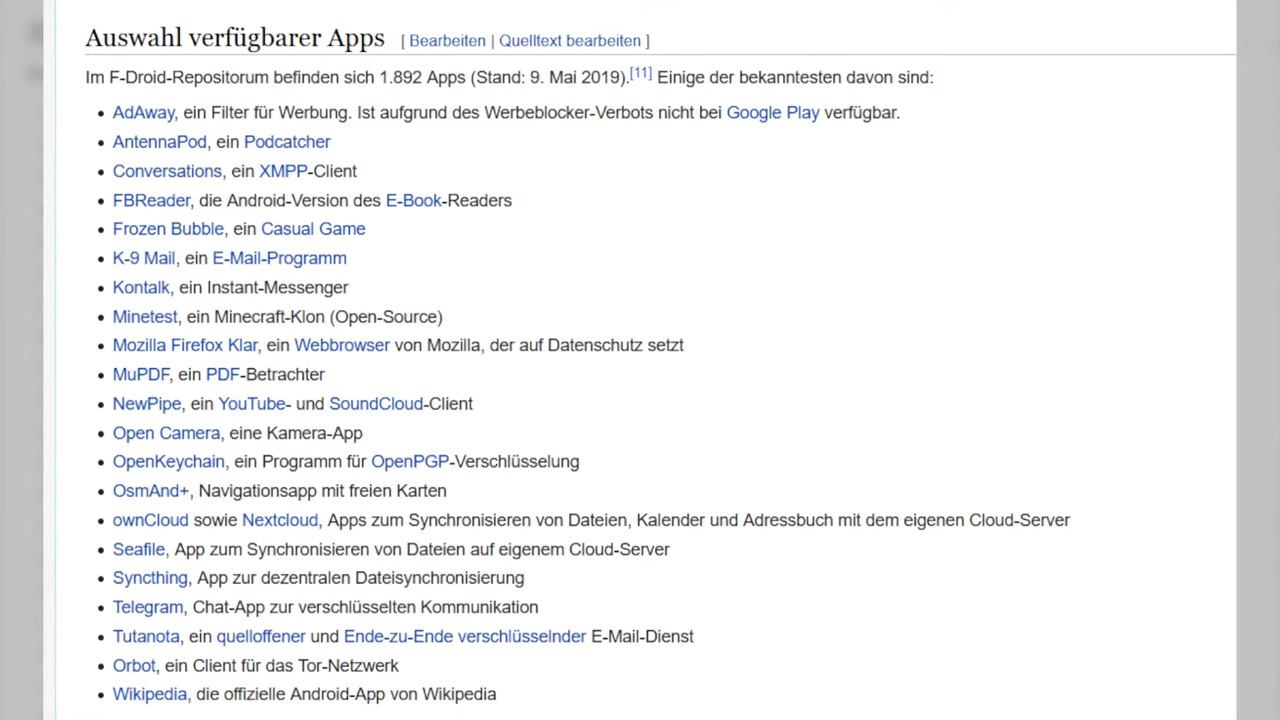 Auswahl verfügbarer Apps [ Bearbeiten | Quelltext bearbeiten ]
Im F-Droid-Repositorum befinden sich 1.892 Apps (Stand: 9. Mai 2019).[11] Einige der bekanntesten davon sind:
• AdAway, ein Filter für Werbung. Ist aufgrund des Werbeblocker-Verbots nicht bei Google Play verfügbar.
• AntennaPod, ein Podcatcher
• Conversations, ein XMPP-Client
• FBReader, die Android-Version des E-Book-Readers
• Frozen Bubble, ein Casual Game
• K-9 Mail, ein E-Mail-Programm
• Kontalk, ein Instant-Messenger
• Minetest, ein Minecraft-Klon (Open-Source)
• Mozilla Firefox Klar, ein Webbrowser von Mozilla, der auf Datenschutz setzt
• MuPDF, ein PDF-Betrachter
• NewPipe, ein YouTube- und SoundCloud-Client
• Open Camera, eine Kamera-App
• OpenKeychain, ein Programm für OpenPGP-Verschlüsselung
• OsmAnd+, Navigationsapp mit freien Karten
• ownCloud sowie Nextcloud, Apps zum Synchronisieren von Dateien, Kalender und Adressbuch mit dem eigenen Cloud-Server
• Seafile, App zum Synchronisieren von Dateien auf eigenem Cloud-Server
• Syncthing, App zur dezentralen Dateisynchronisierung
• Telegram, Chat-App zur verschlüsselten Kommunikation
• Tutanota, ein quelloffener und Ende-zu-Ende verschlüsselnder E-Mail-Dienst
• Orbot, ein Client für das Tor-Netzwerk
• Wikipedia, die offizielle Android-App von Wikipedia